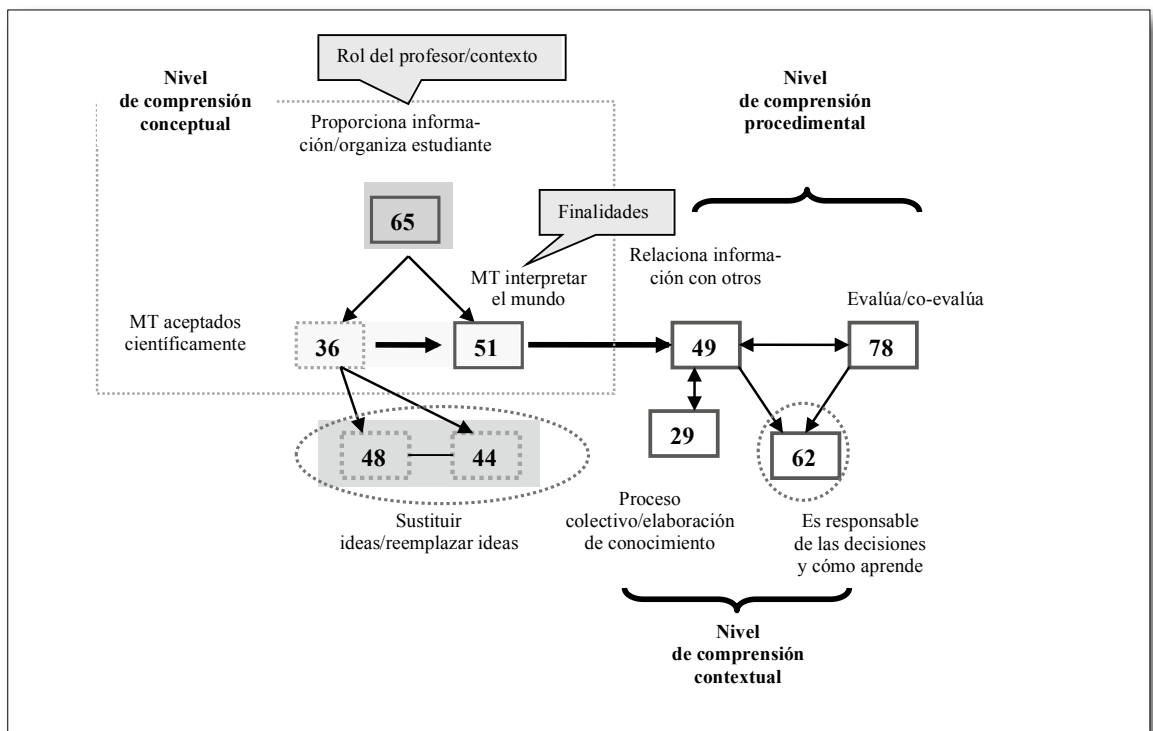 Rol del profesor/contexto
Nivel
de comprensión
conceptual
Nivel
de comprensión
procedimental
Proporciona informa-
ción/organiza estudiante
65
Finalidades
MT interpretar
el mundo
Relaciona informa-
ción con otros
Evalúa/co-evalúa
MT aceptados
científicamente
36
51
49
78
48
44
29
62
Sustituir
ideas/reemplazar ideas
Proceso
colectivo/elaboración
de conocimiento
Es responsable
de las decisiones
y cómo aprende
Nivel
de comprensión
contextual